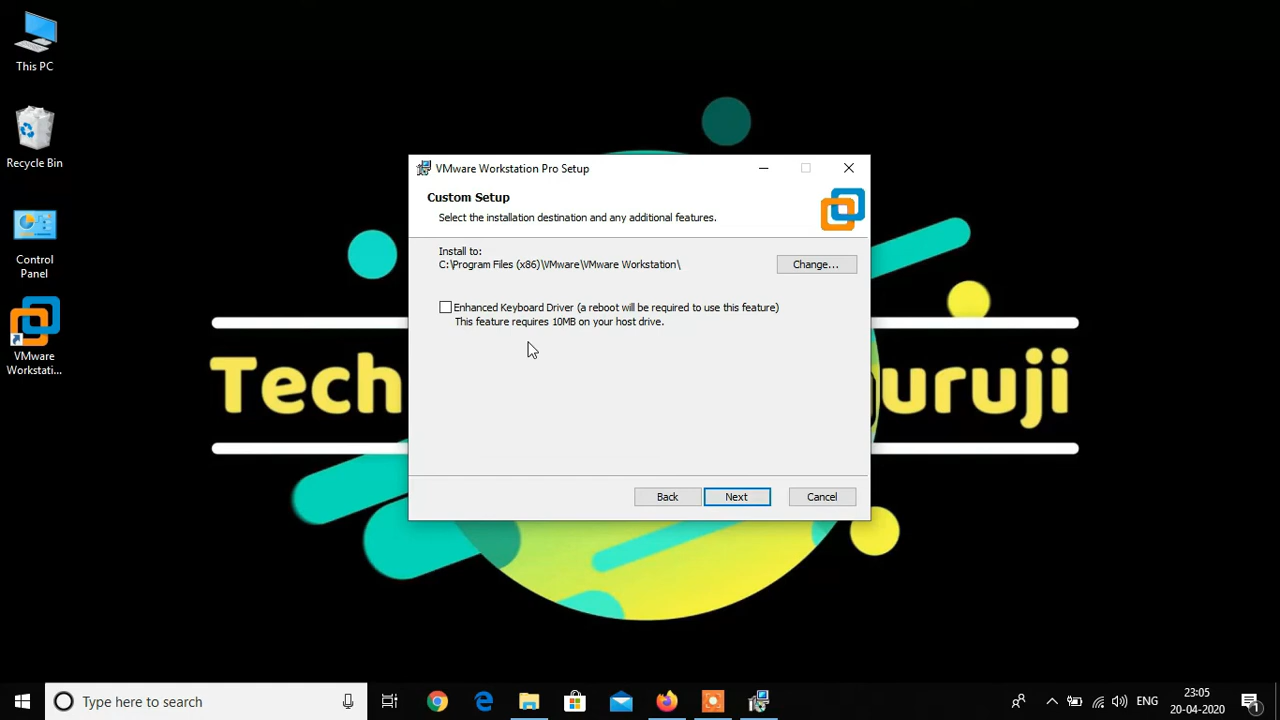 This PC
Recycle Bin
Control
Panel
VMware
Workstati...
VMware Workstation Pro Setup
Custom Setup
Select the installation destination and any additional features.
Install to:
C:\Program Files (x86)\VMware\VMware Workstation\
Change...
Enhanced Keyboard Driver (a reboot will be required to use this feature)
This feature requires 10MB on your host drive.
Back
Next
Cancel
Tech
uruji
Type here to search
ENG
23:05
20-04-2020
1